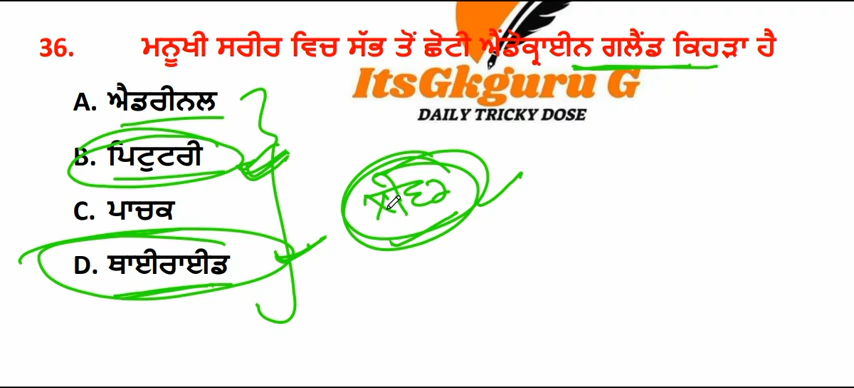 36. ਮਨੁੱਖੀ ਸਰੀਰ ਵਿਚ ਸੱਭ ਤੋਂ ਛੋਟੀ ਐਂਡੋਕ੍ਰਾਈਨ ਗਲੈਂਡ ਕਿਹੜਾ ਹੈ
ItsGkguru G
DAILY TRICKY DOSE
A. ਐਡਰੀਨਲ
B. ਪਿਟੁਟਰੀ
C. ਪਾਚਕ
D. ਥਾਈਰਾਈਡ